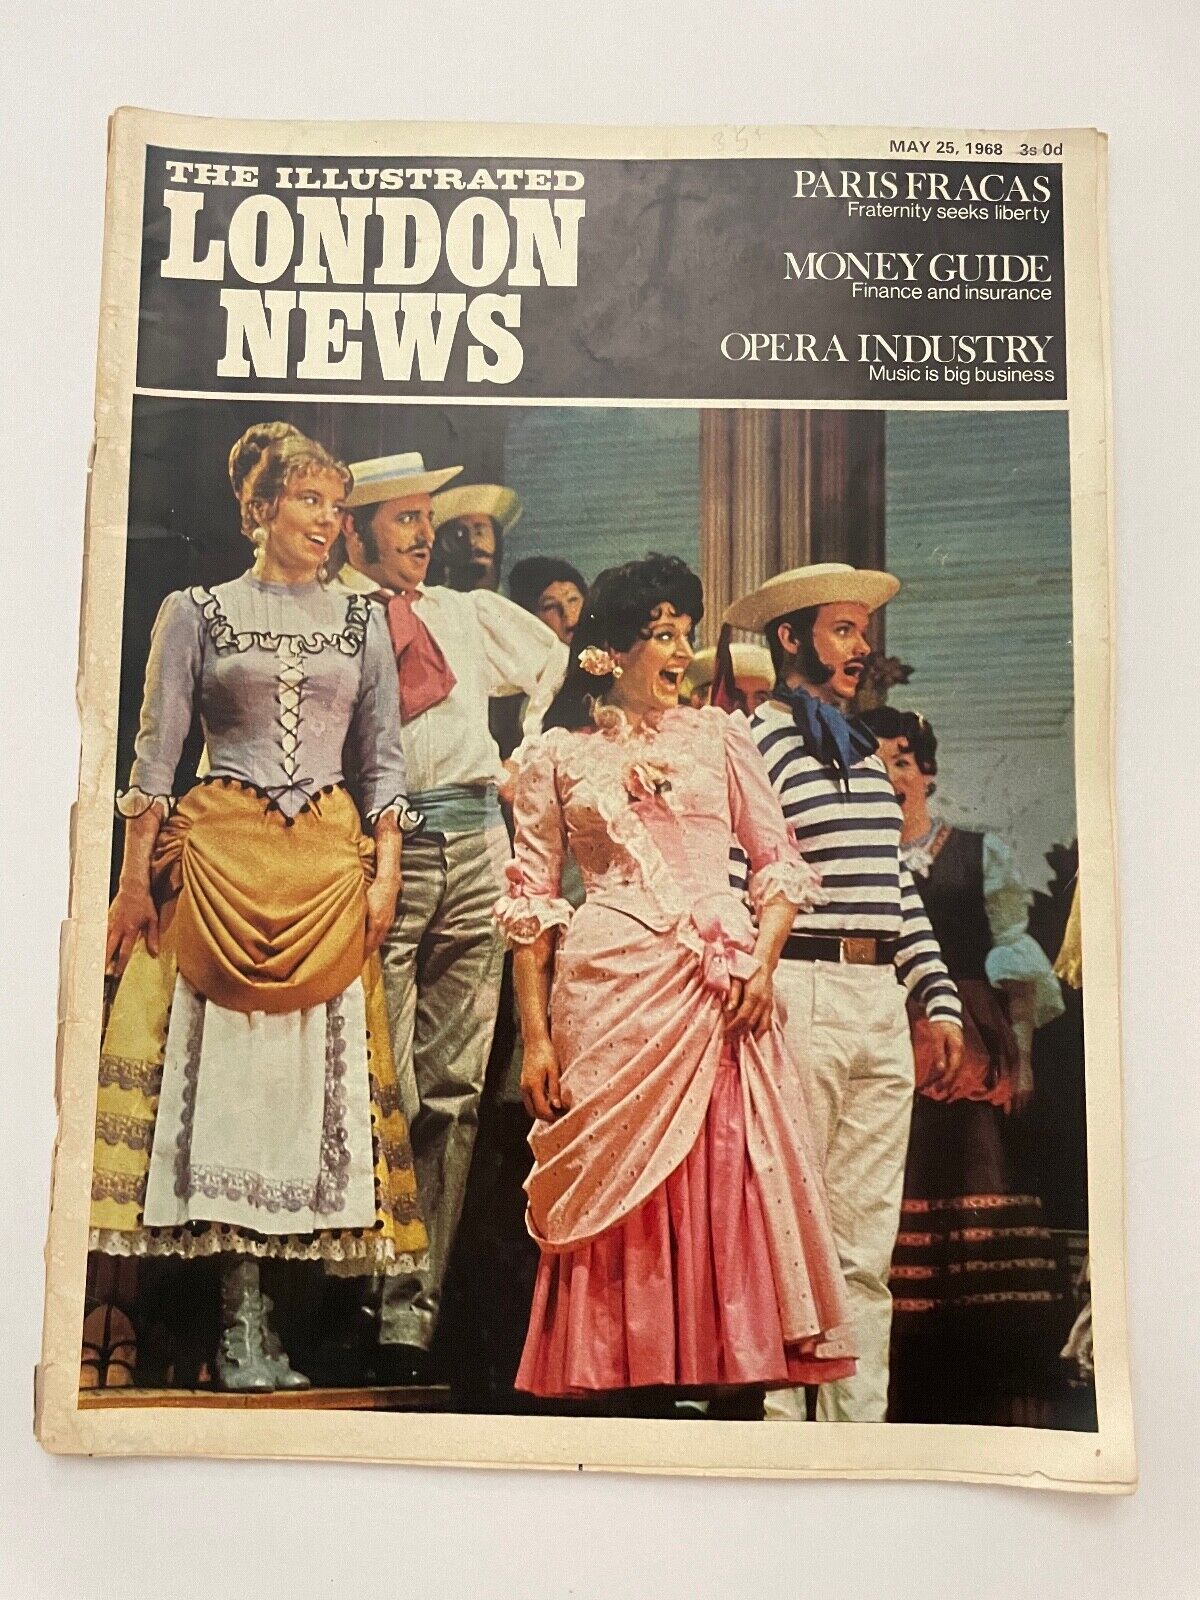 MAY 25, 1968 3s 0d
THE ILLUSTRATED
LONDON
NEWS
PARIS FRACAS
Fraternity seeks liberty
MONEY GUIDE
Finance and insurance
OPERA INDUSTRY
Music is big business